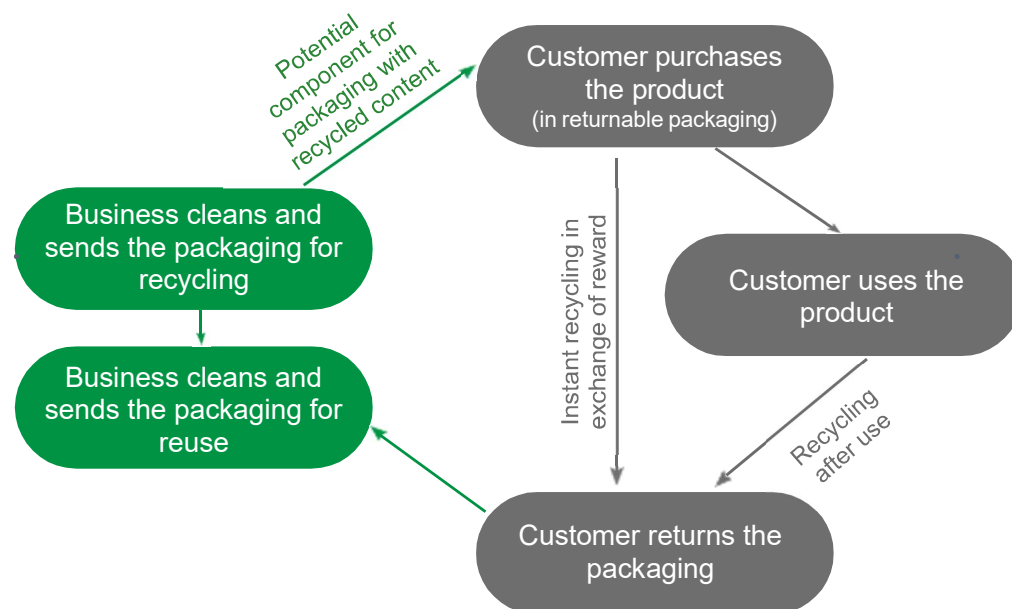 Potential
component for
packaging with
recycled content
Customer purchases
the product
(in returnable packaging)
Business cleans and
sends the packaging for
recycling
Instant recycling in
exchange of reward
Customer uses the
product
Business cleans and
sends the packaging for
reuse
Recycling
after use
Customer returns the
packaging